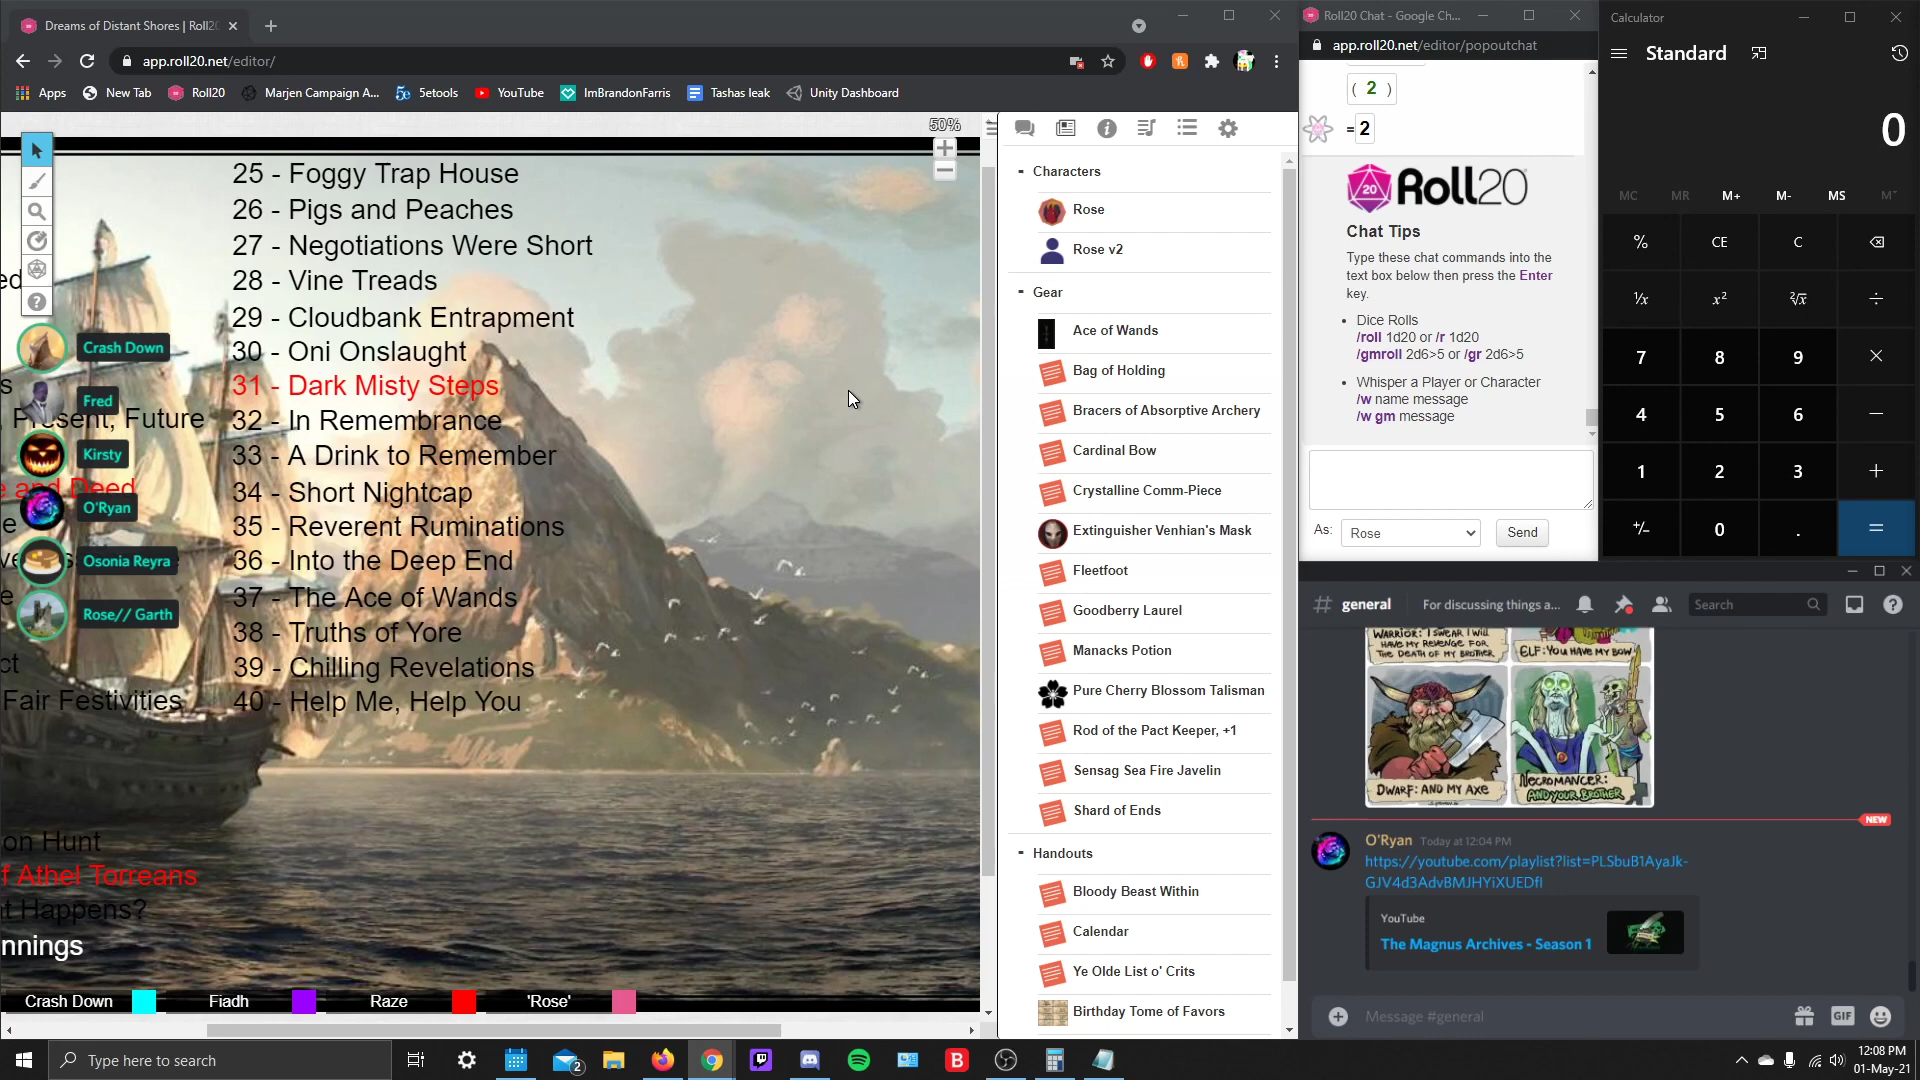 Dreams of Distant Shores | Roll20
app.roll20.net/editor/
Apps
New Tab
Roll20
Marjen Campaign A...
5etools
YouTube
ImBrandonFarris
Tashas leak
Unity Dashboard
50%
25 - Foggy Trap House
26 - Pigs and Peaches
27 - Negotiations Were Short
28 - Vine Treads
29 - Cloudbank Entrapment
30 - Oni Onslaught
31 - Dark Misty Steps
32 - In Remembrance
33 - A Drink to Remember
34 - Short Nightcap
35 - Reverent Ruminations
36 - Into the Deep End
37 - The Ace of Wands
38 - Truths of Yore
39 - Chilling Revelations
40 - Help Me, Help You
Present, Future
and Deed
Fair Festivities
on Hunt
f Athel Torreans
t Happens?
nnings
Crash Down
Fred
Kirsty
O'Ryan
Osonia Reyra
Rose// Garth
Crash Down
Fiadh
Raze
'Rose'
Characters
Rose
Rose v2
Gear
Ace of Wands
Bag of Holding
Bracers of Absorptive Archery
Cardinal Bow
Crystalline Comm-Piece
Extinguisher Venhian's Mask
Fleetfoot
Goodberry Laurel
Manacks Potion
Pure Cherry Blossom Talisman
Rod of the Pact Keeper, +1
Sensag Sea Fire Javelin
Shard of Ends
Handouts
Bloody Beast Within
Calendar
Ye Olde List o' Crits
Birthday Tome of Favors
Roll20 Chat - Google Ch...
app.roll20.net/editor/popoutchat
( 2 )
=2
20
Roll20
Chat Tips
Type these chat commands into the
text box below then press the Enter
key.
• Dice Rolls
/roll 1d20 or /r 1d20
/gmroll 2d6>5 or /gr 2d6>5
• Whisper a Player or Character
/w name message
/w gm message
As:
Rose
Send
Calculator
Standard
0
MC MR M+ M- MS M˅
% CE C
¹/x x² ²√x ÷
7 8 9 ×
4 5 6 −
1 2 3 +
+/- 0 . =
# general
For discussing things a...
Search
WARRIOR: I SWEAR I WILL
HAVE MY REVENGE FOR
THE DEATH OF MY BROTHER
ELF: YOU HAVE MY BOW
DWARF: AND MY AXE
NECROMANCER:
AND YOUR BROTHER
NEW
O'Ryan Today at 12:04 PM
https://youtube.com/playlist?list=PLSbuB1AyaJk-
GJV4d3AdvBMJHYiXUEDfI
YouTube
The Magnus Archives - Season 1
Message #general
GIF
Type here to search
2
12:08 PM
01-May-21